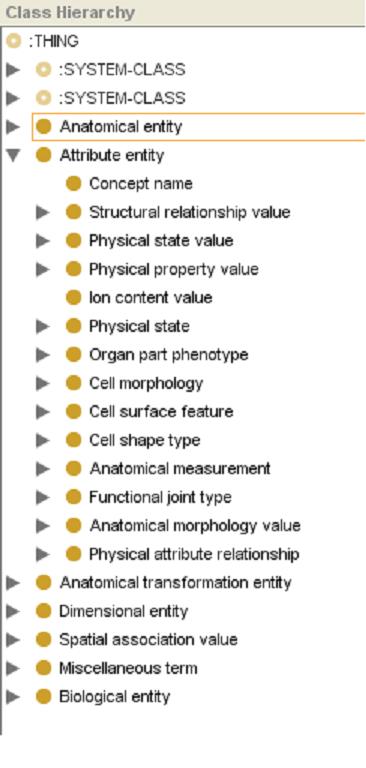 Class Hierarchy
:THING
:SYSTEM-CLASS
:SYSTEM-CLASS
Anatomical entity
Attribute entity
Concept name
Structural relationship value
Physical state value
Physical property value
Ion content value
Physical state
Organ part phenotype
Cell morphology
Cell surface feature
Cell shape type
Anatomical measurement
Functional joint type
Anatomical morphology value
Physical attribute relationship
Anatomical transformation entity
Dimensional entity
Spatial association value
Miscellaneous term
Biological entity